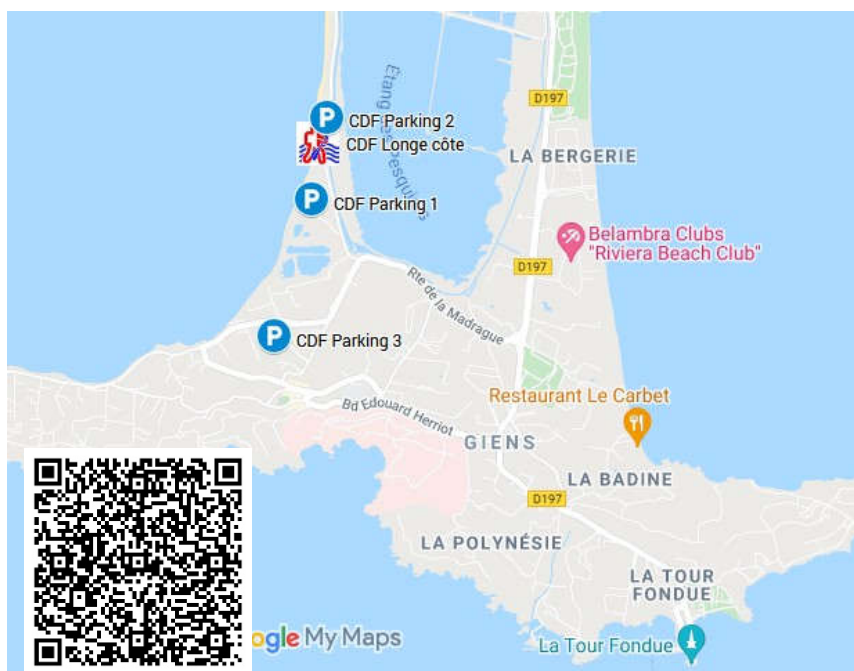 D197
P
CDF Parking 2
CDF Longe côte
Étang des Pesquiers
LA BERGERIE
P
CDF Parking 1
Belambra Clubs
"Riviera Beach Club"
D197
Rte de la Madrague
P
CDF Parking 3
Restaurant Le Carbet
Bd Edouard Herriot
GIENS
LA BADINE
D197
LA POLYNÉSIE
LA TOUR
FONDUE
ogle My Maps
La Tour Fondue